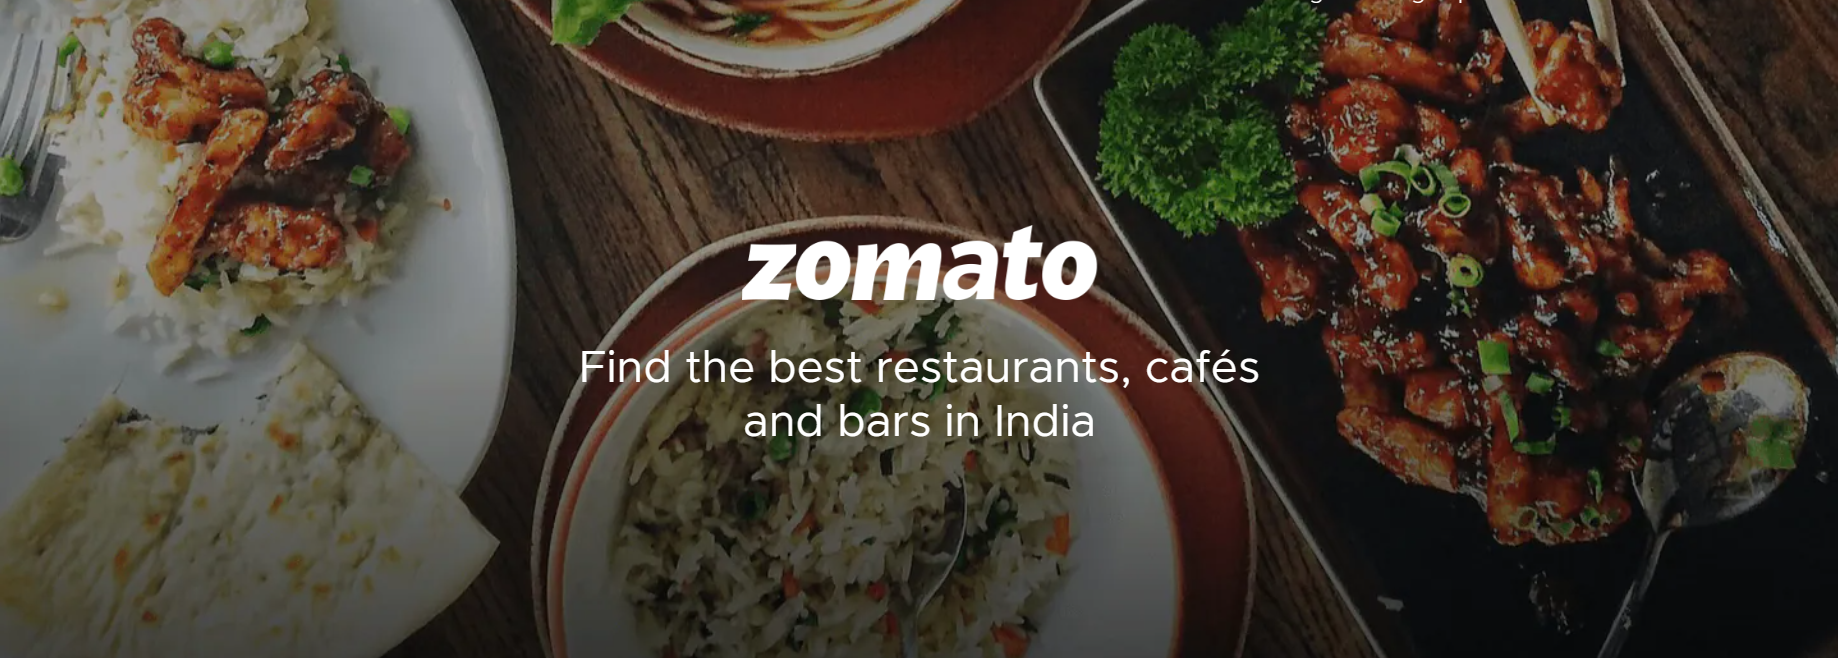 zomato
Find the best restaurants, cafés
and bars in India